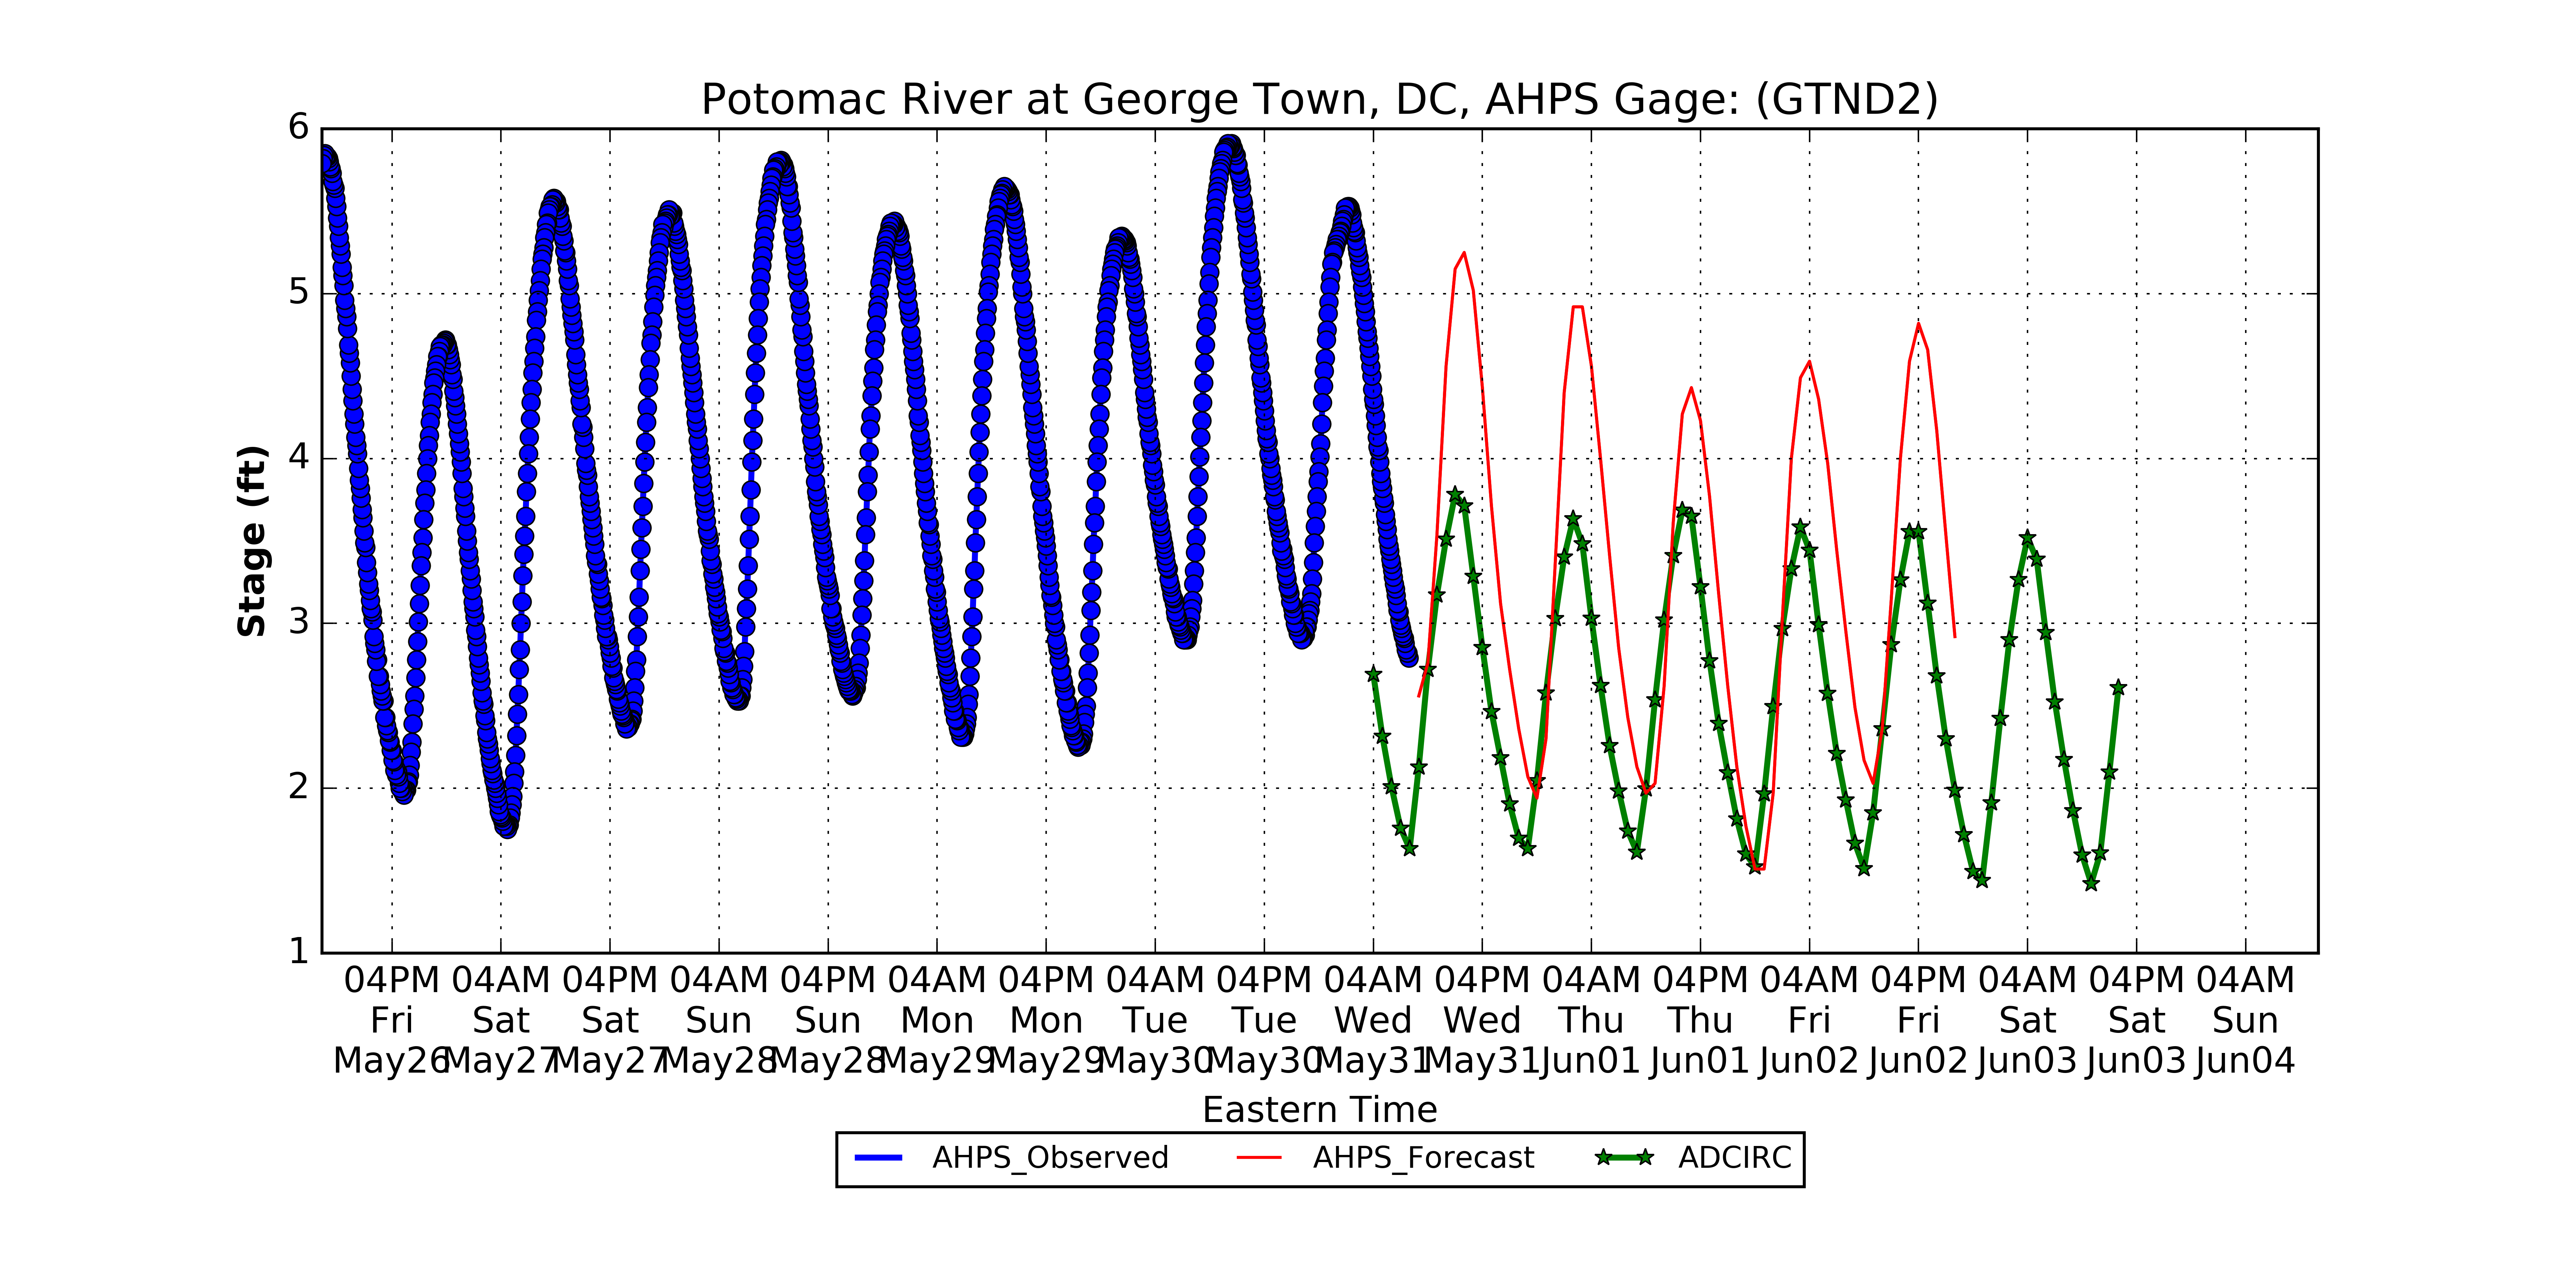 Potomac River at George Town, DC, AHPS Gage: (GTND2)
6
5
4
3
2
1
Stage (ft)
04PM 04AM 04PM 04AM 04PM 04AM 04PM 04AM 04PM 04AM 04PM 04AM 04PM 04AM 04PM 04AM 04PM 04AM
Fri Sat Sat Sun Sun Mon Mon Tue Tue Wed Wed Thu Thu Fri Fri Sat Sat Sun
May26 May27 May27 May28 May28 May29 May29 May30 May30 May31 May31 Jun01 Jun01 Jun02 Jun02 Jun03 Jun03 Jun04
Eastern Time
AHPS_Observed AHPS_Forecast ADCIRC